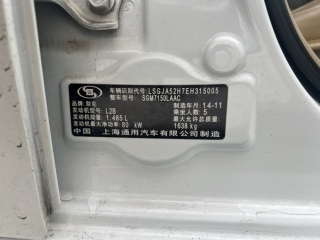 车辆识别代号: LSGJA52H7EH315005
整车型号: SGM7150LAAC
品牌 别克 制造年月 14-11
发动机型号 L2B 乘坐人数 5
发动机排量 1.485 L 最大允许总质量
发动机最大净功率 80 kW 1638 kg
中国 上海通用汽车有限公司制造